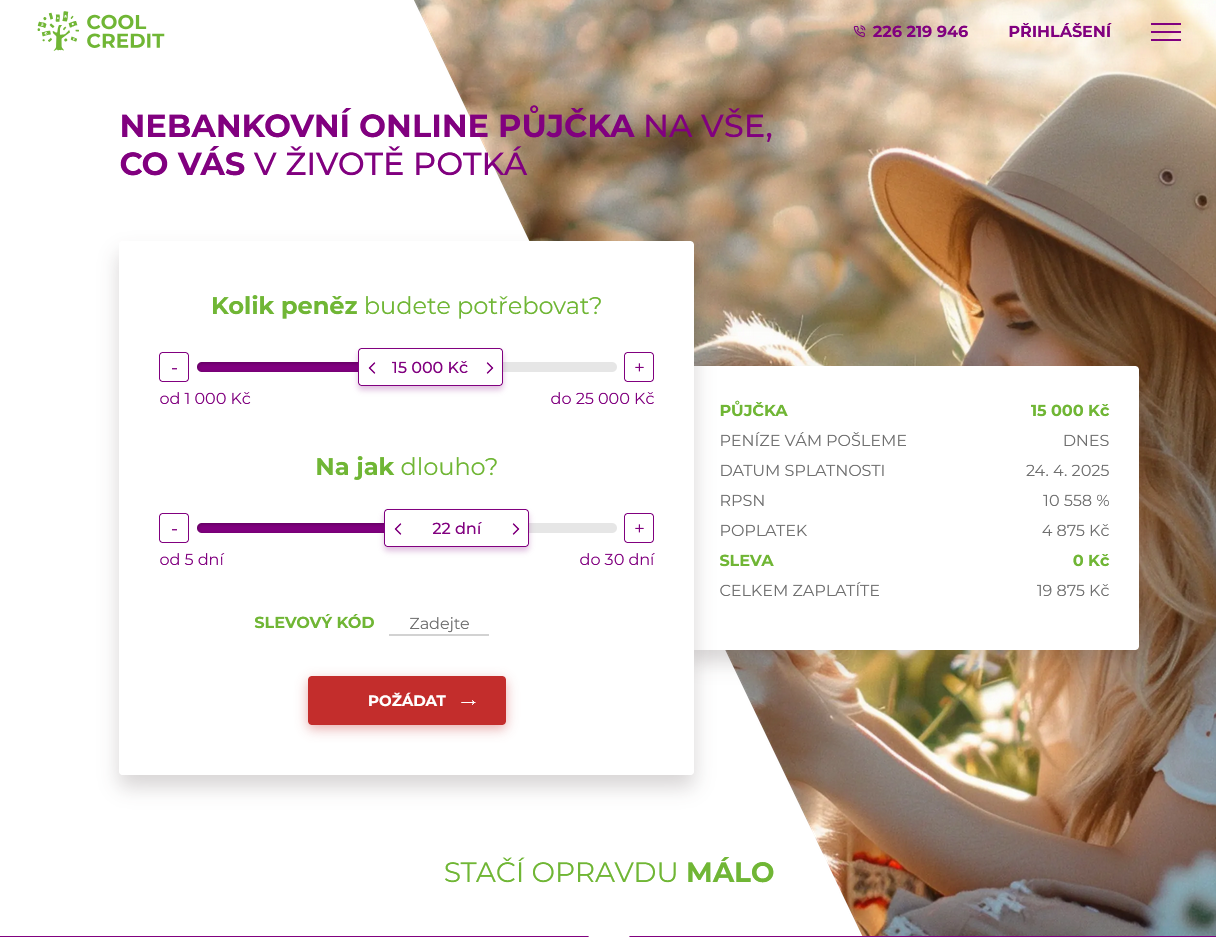 COOL
CREDIT
226 219 946
PŘIHLÁŠENÍ
NEBANKOVNÍ ONLINE PŮJČKA NA VŠE,
CO VÁS V ŽIVOTĚ POTKÁ
Kolik peněz budete potřebovat?
-
15 000 Kč
+
od 1 000 Kč
do 25 000 Kč
Na jak dlouho?
-
22 dní
+
od 5 dní
do 30 dní
SLEVOVÝ KÓD
Zadejte
POŽÁDAT →
PŮJČKA 15 000 Kč
PENÍZE VÁM POŠLEME DNES
DATUM SPLATNOSTI 24. 4. 2025
RPSN 10 558 %
POPLATEK 4 875 Kč
SLEVA 0 Kč
CELKEM ZAPLATÍTE 19 875 Kč
STAČÍ OPRAVDU MÁLO